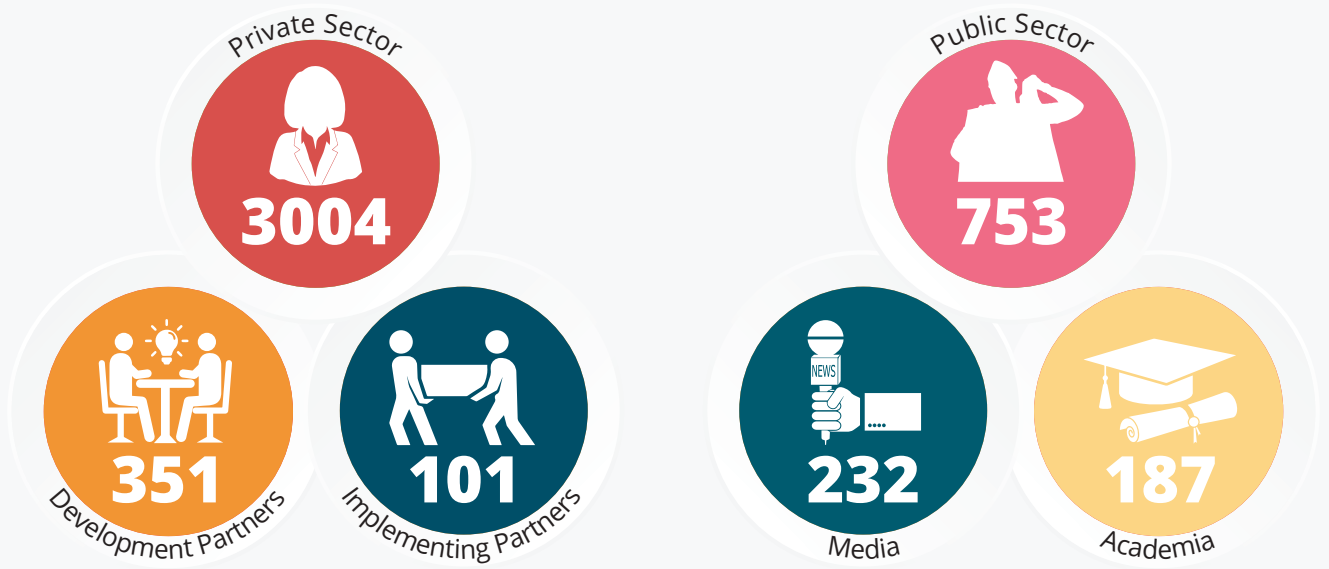 Private Sector
3004
Public Sector
753
351
Development Partners
101
Implementing Partners
NEWS
232
Media
187
Academia